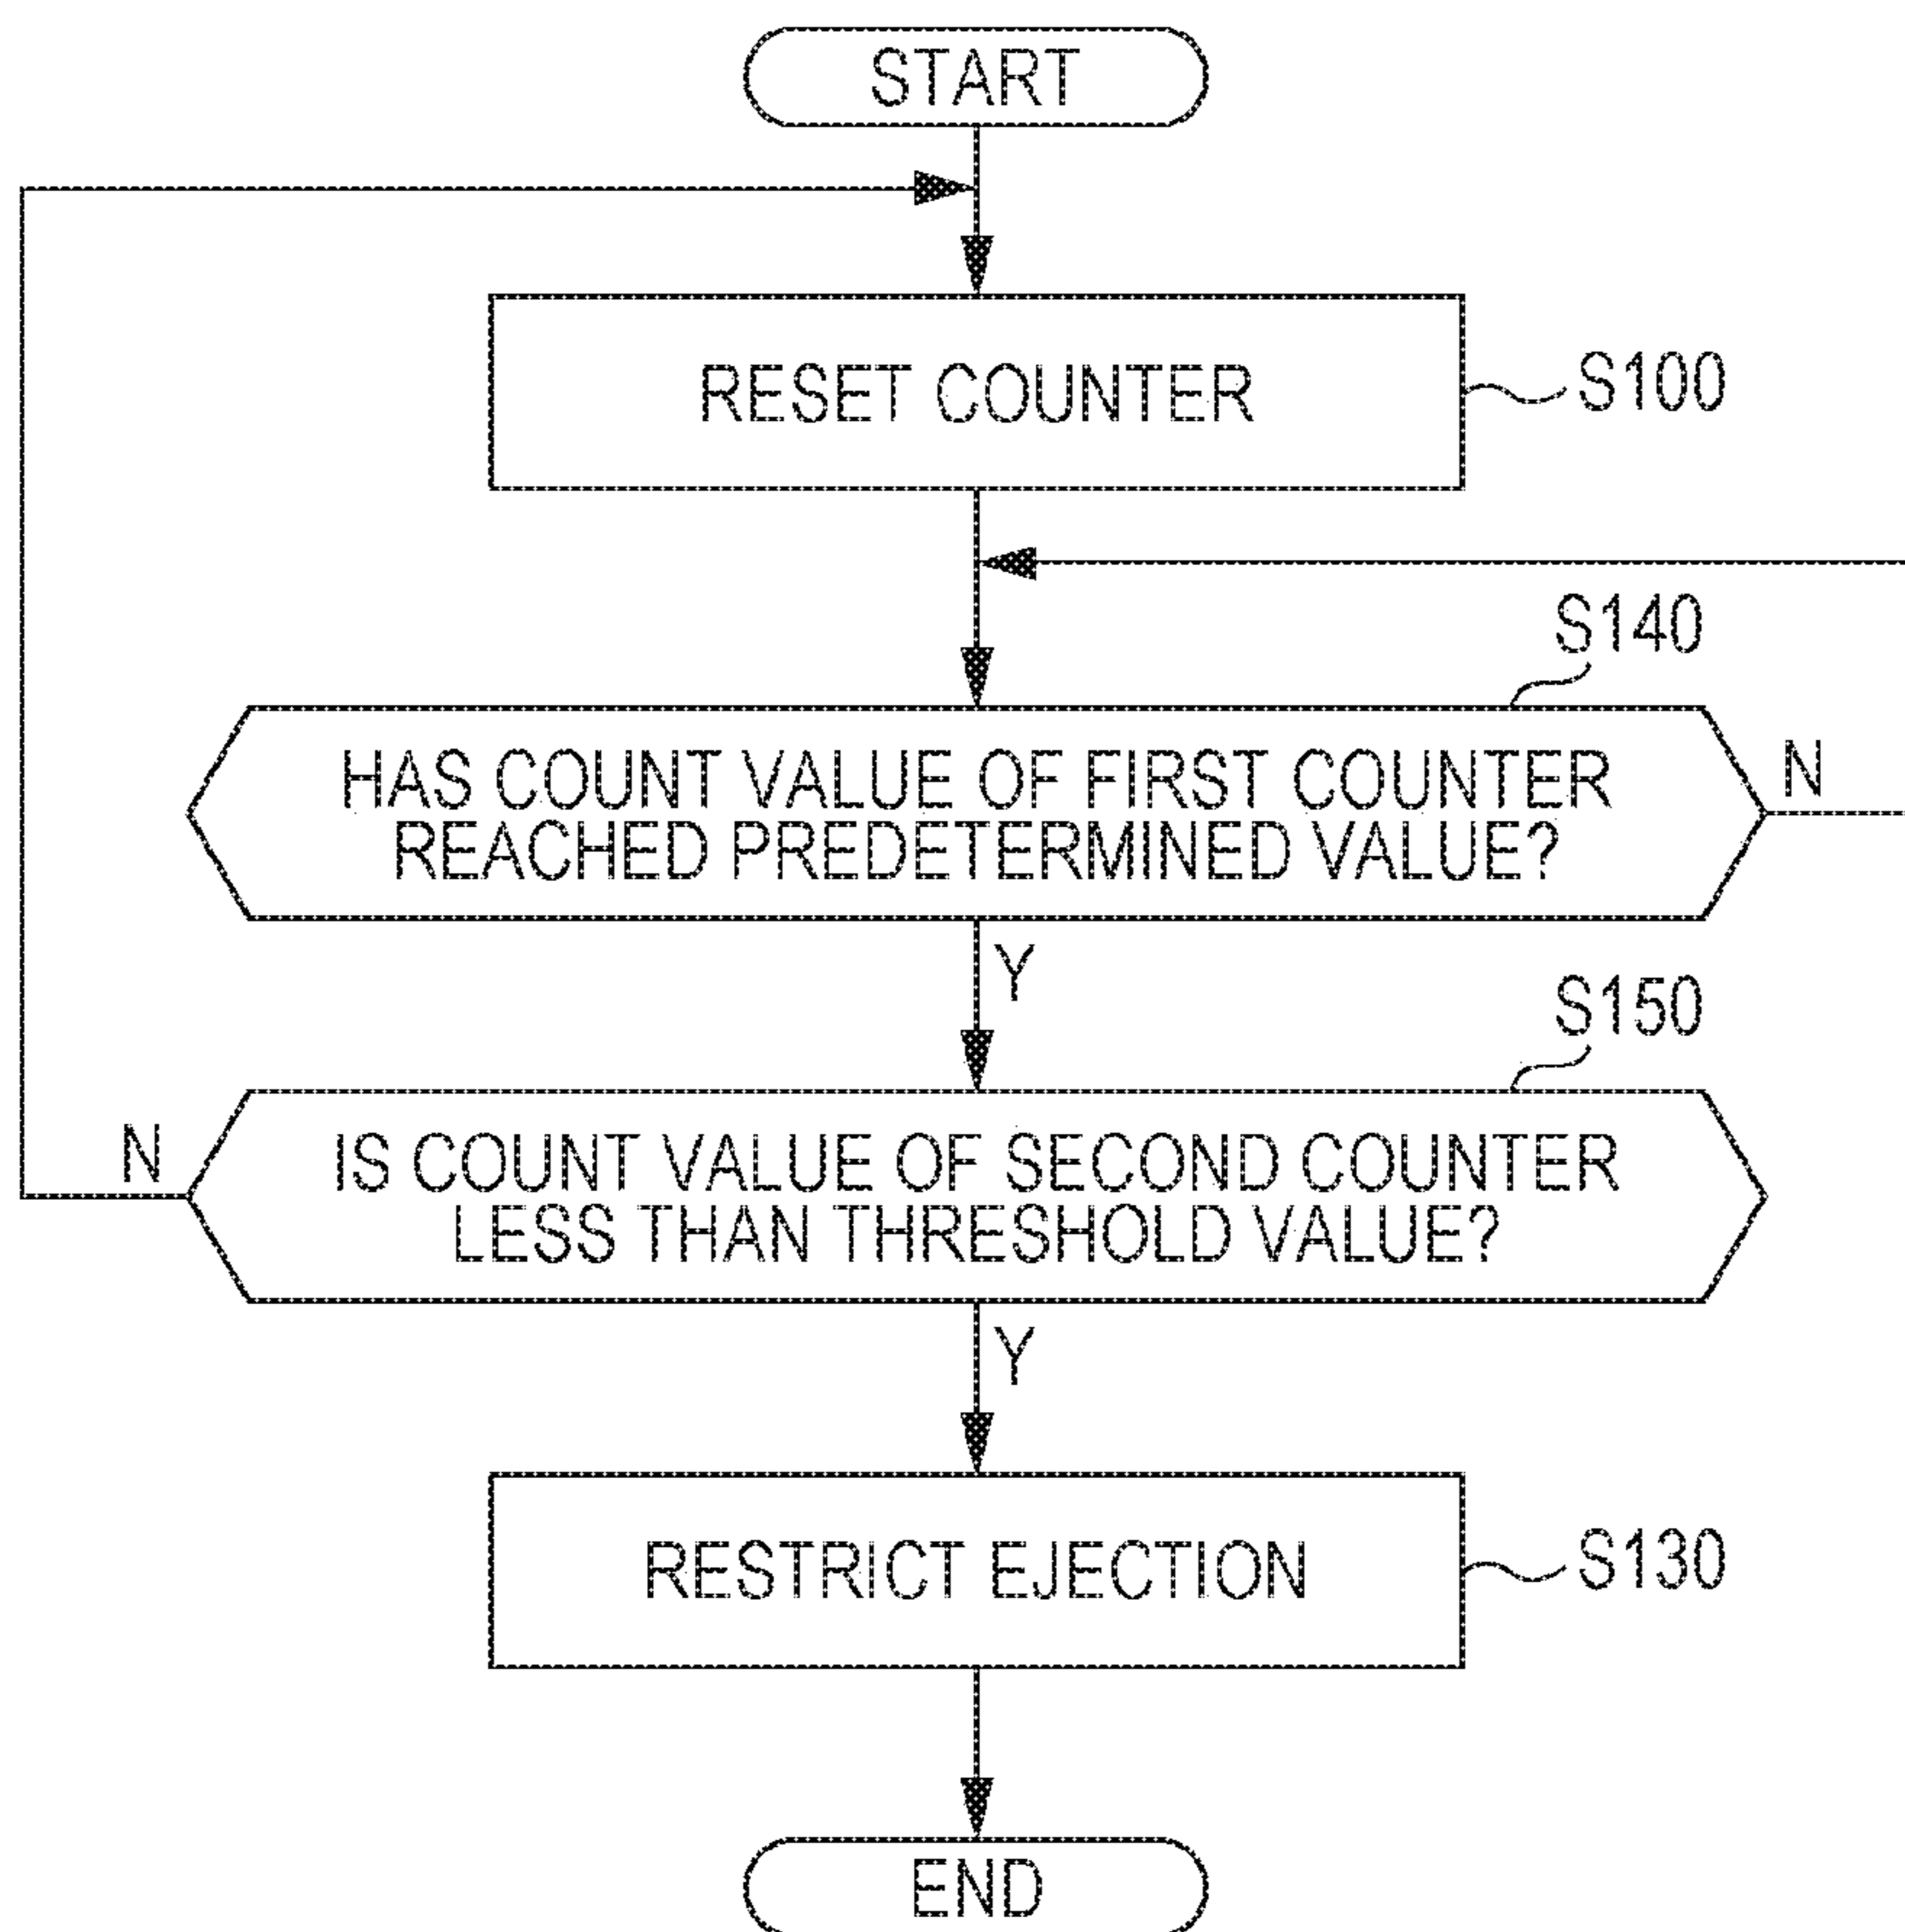 START
RESET COUNTER
S100
S140
HAS COUNT VALUE OF FIRST COUNTER
REACHED PREDETERMINED VALUE?
N
Y
S150
IS COUNT VALUE OF SECOND COUNTER
LESS THAN THRESHOLD VALUE?
N
Y
RESTRICT EJECTION
S130
END